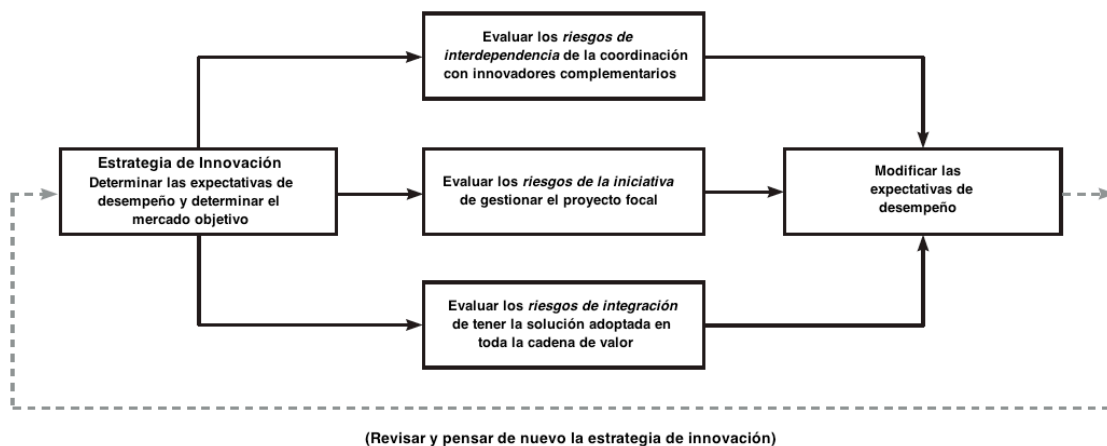 Evaluar los riesgos de
interdependencia de la coordinación
con innovadores complementarios
Estrategia de Innovación
Determinar las expectativas de
desempeño y determinar el
mercado objetivo
Evaluar los riesgos de la iniciativa
de gestionar el proyecto focal
Modificar las
expectativas de
desempeño
Evaluar los riesgos de integración
de tener la solución adoptada en
toda la cadena de valor
(Revisar y pensar de nuevo la estrategia de innovación)